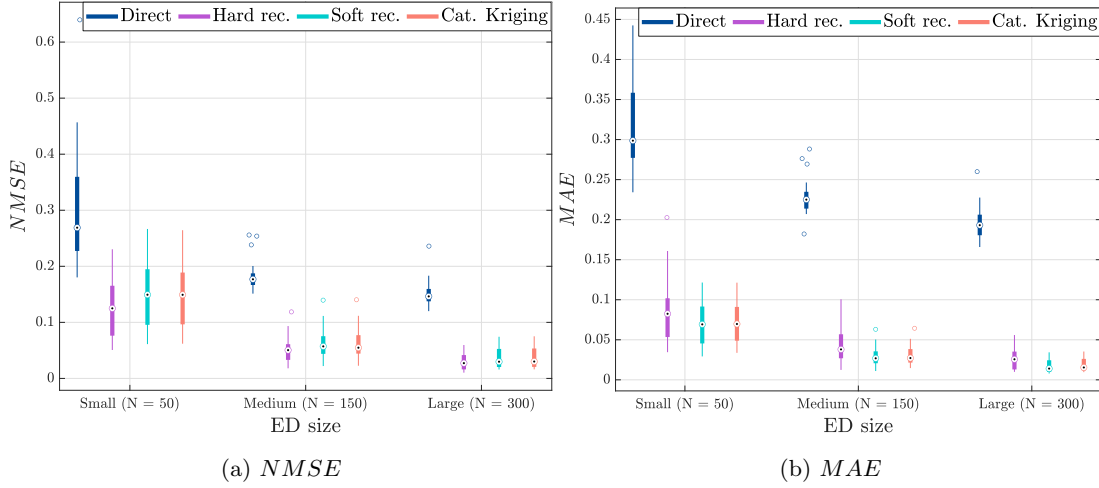 Direct Hard rec. Soft rec. Cat. Kriging
0.6
0.5
0.4
0.3
0.2
0.1
0
NMSE
Small (N = 50) Medium (N = 150) Large (N = 300)
ED size
(a) NMSE
Direct Hard rec. Soft rec. Cat. Kriging
0.45
0.4
0.35
0.3
0.25
0.2
0.15
0.1
0.05
0
MAE
Small (N = 50) Medium (N = 150) Large (N = 300)
ED size
(b) MAE